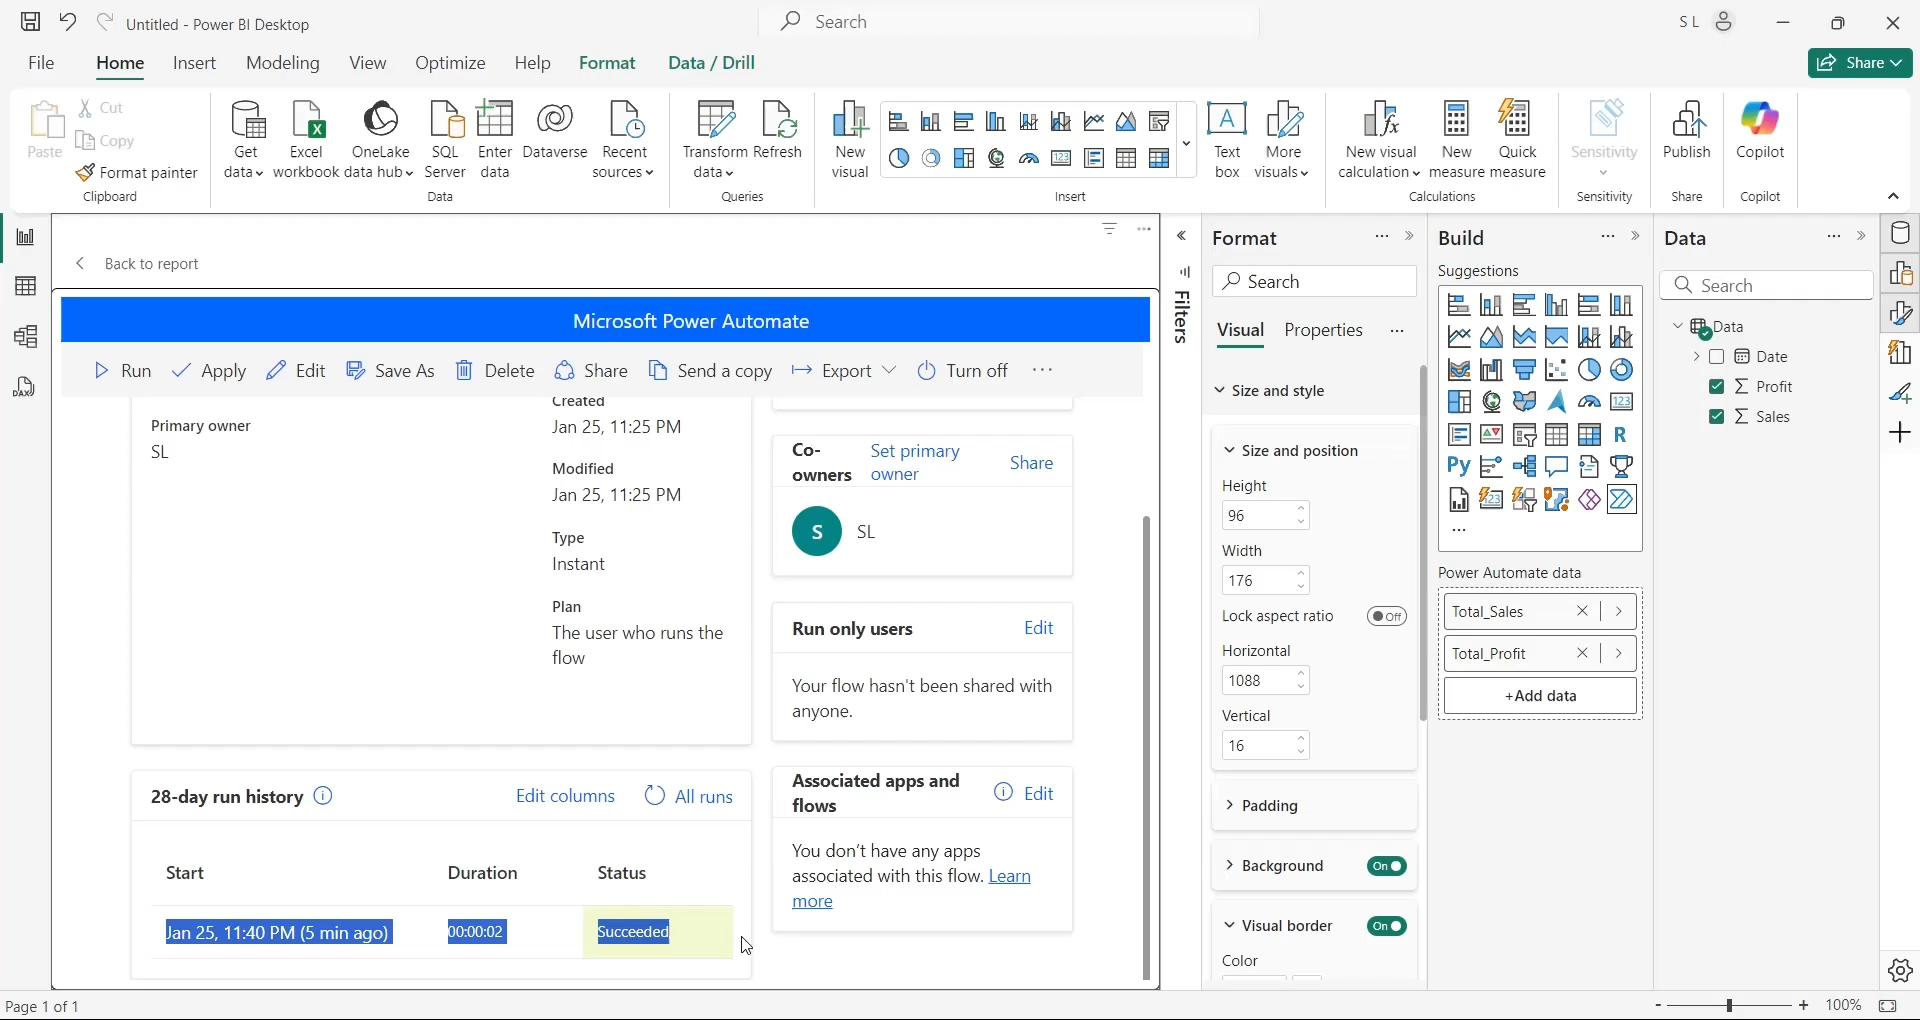 Untitled - Power BI Desktop
Search
S L
File
Home
Insert
Modeling
View
Optimize
Help
Format
Data / Drill
Share
Paste
Cut
Copy
Format painter
Clipboard
Get data
Excel workbook
OneLake data hub
SQL Server
Enter data
Dataverse
Recent sources
Data
Transform data
Refresh
Queries
New visual
Insert
Text box
More visuals
New visual calculation
New measure
Quick measure
Calculations
Sensitivity
Sensitivity
Publish
Share
Copilot
Copilot
DAX
Back to report
Microsoft Power Automate
Run
Apply
Edit
Save As
Delete
Share
Send a copy
Export
Turn off
Primary owner
SL
Created
Jan 25, 11:25 PM
Modified
Jan 25, 11:25 PM
Type
Instant
Plan
The user who runs the
flow
Co-
owners
Set primary
owner
Share
S
SL
Run only users
Edit
Your flow hasn't been shared with
anyone.
28-day run history
Edit columns
All runs
Start
Duration
Status
Jan 25, 11:40 PM (5 min ago)
00:00:02
Succeeded
Associated apps and
flows
Edit
You don't have any apps
associated with this flow. Learn
more
Filters
Format
Search
Visual
Properties
Size and style
Size and position
Height
96
Width
176
Lock aspect ratio
Off
Horizontal
1088
Vertical
16
Padding
Background
On
Visual border
On
Color
Build
Suggestions
123
R
Py
123
Power Automate data
Total_Sales
Total_Profit
+Add data
Data
Search
Data
Date
Profit
Sales
Page 1 of 1
100%